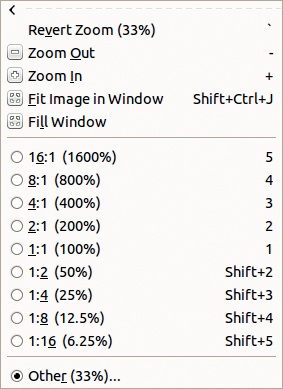 Revert Zoom (33%) `
Zoom Out -
Zoom In +
Fit Image in Window Shift+Ctrl+J
Fill Window
16:1 (1600%) 5
8:1 (800%) 4
4:1 (400%) 3
2:1 (200%) 2
1:1 (100%) 1
1:2 (50%) Shift+2
1:4 (25%) Shift+3
1:8 (12.5%) Shift+4
1:16 (6.25%) Shift+5
Other (33%)...